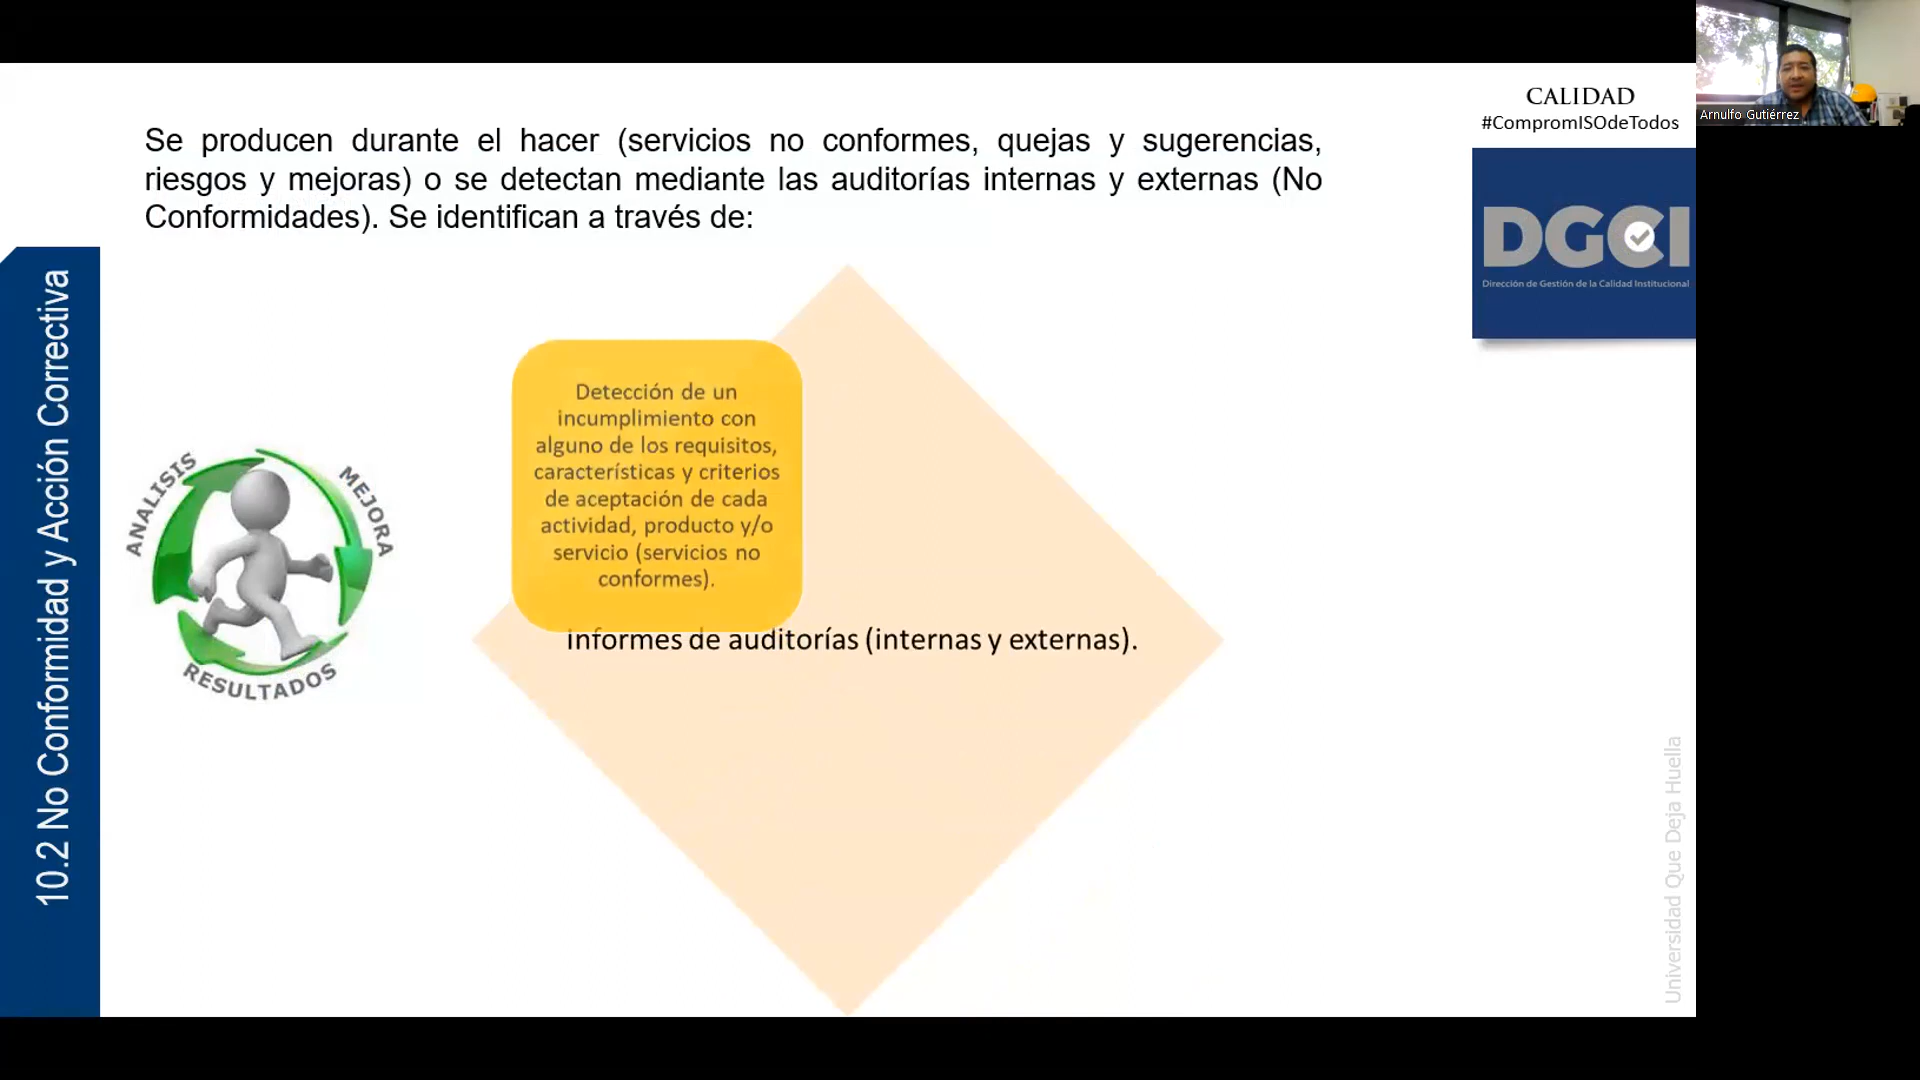 Se producen durante el hacer (servicios no conformes, quejas y sugerencias,
riesgos y mejoras) o se detectan mediante las auditorías internas y externas (No
Conformidades). Se identifican a través de:
CALIDAD
#CompromISOdeTodos
DGCI
Dirección de Gestión de la Calidad Institucional
Arnulfo Gutiérrez
10.2 No Conformidad y Acción Correctiva
ANALISIS
MEJORA
RESULTADOS
Detección de un
incumplimiento con
alguno de los requisitos,
características y criterios
de aceptación de cada
actividad, producto y/o
servicio (servicios no
conformes).
informes de auditorías (internas y externas).
Universidad Que Deja Huella